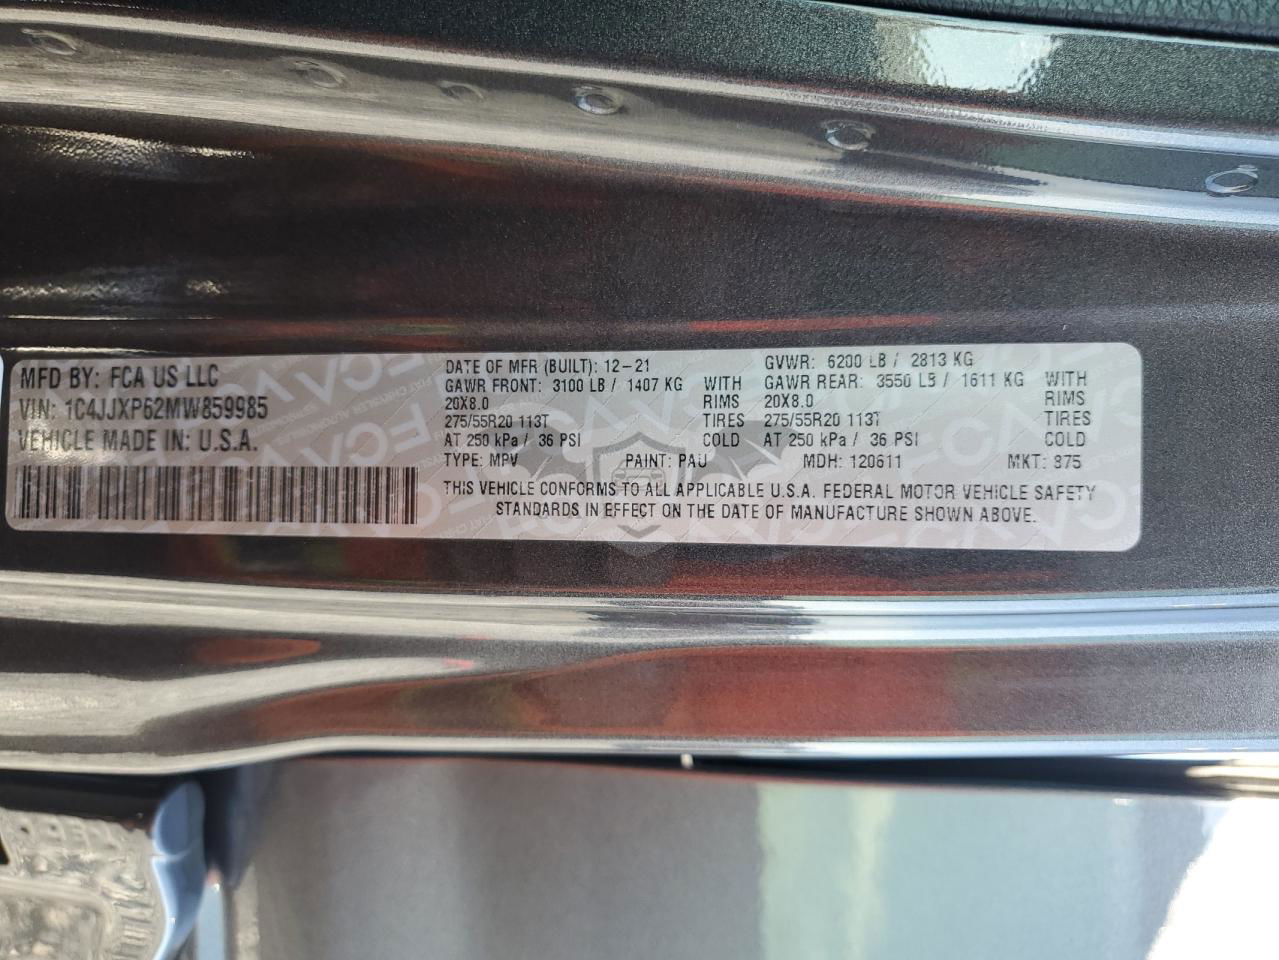 MFD BY: FCA US LLC
VIN: 1C4JJXP62MW859985
VEHICLE MADE IN: U.S.A.
DATE OF MFR (BUILT): 12-21
GAWR FRONT: 3100 LB / 1407 KG WITH
20X8.0 RIMS
275/55R20 113T TIRES
AT 250 kPa / 36 PSI COLD
GVWR: 6200 LB / 2813 KG
GAWR REAR: 3550 LB / 1611 KG WITH
20X8.0 RIMS
275/55R20 113T TIRES
AT 250 kPa / 36 PSI COLD
TYPE: MPV PAINT: PAU MDH: 120611 MKT: 375
THIS VEHICLE CONFORMS TO ALL APPLICABLE U.S.A. FEDERAL MOTOR VEHICLE SAFETY
STANDARDS IN EFFECT ON THE DATE OF MANUFACTURE SHOWN ABOVE.